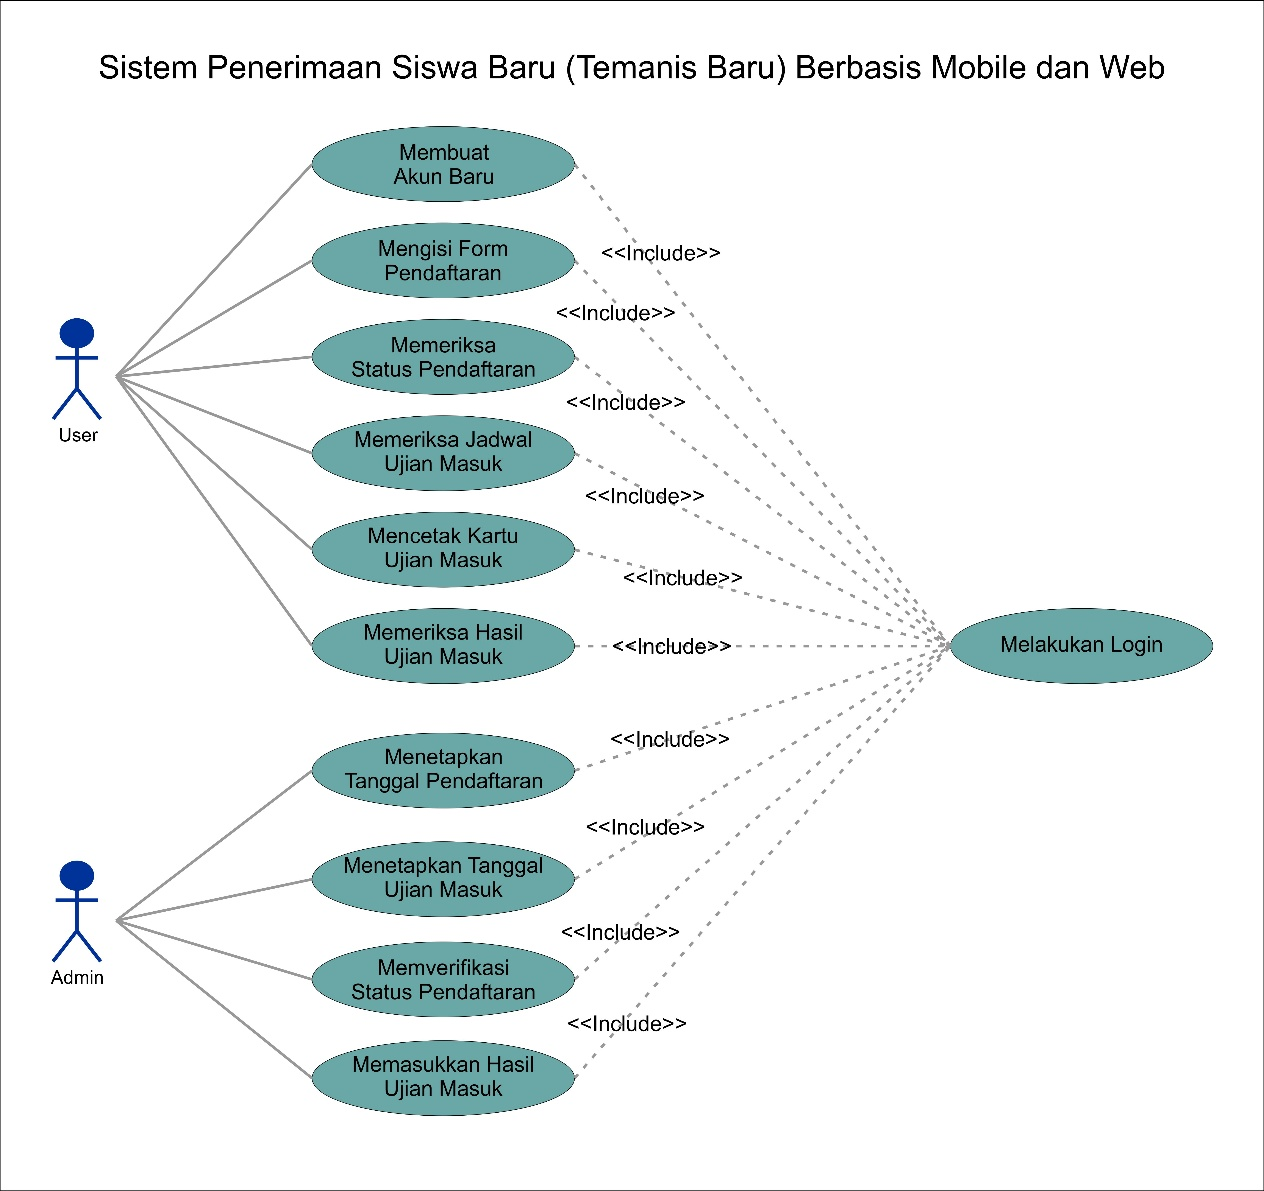 Sistem Penerimaan Siswa Baru (Temanis Baru) Berbasis Mobile dan Web
Membuat
Akun Baru
<<Include>>
Mengisi Form
Pendaftaran
<<Include>>
Memeriksa
Status Pendaftaran
<<Include>>
User
Memeriksa Jadwal
Ujian Masuk
<<Include>>
Mencetak Kartu
Ujian Masuk
<<Include>>
Memeriksa Hasil
Ujian Masuk
<<Include>>
Melakukan Login
Menetapkan
Tanggal Pendaftaran
<<Include>>
Menetapkan Tanggal
Ujian Masuk
<<Include>>
Admin
Memverifikasi
Status Pendaftaran
<<Include>>
Memasukkan Hasil
Ujian Masuk
<<Include>>